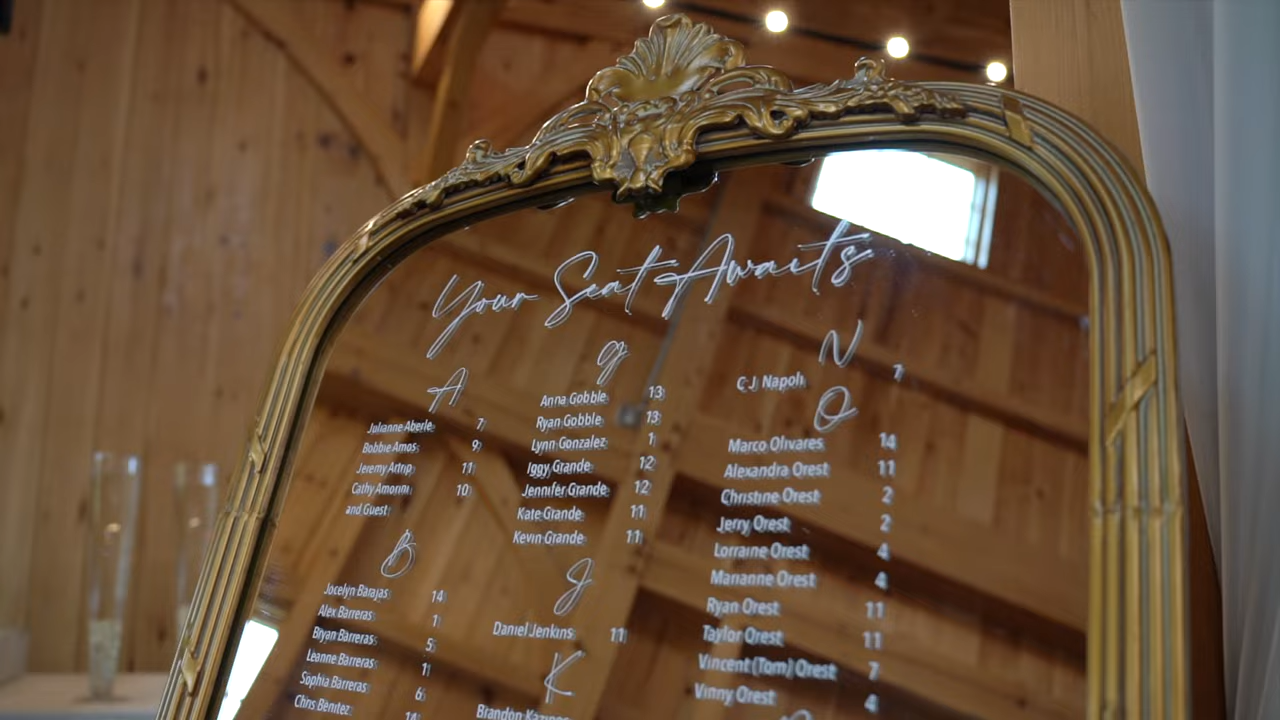 Your Seat Awaits
A
Julianne Aberle 7
Bobbie Amos 9
Jeremy Artrip 11
Cathy Amorini 10
and Guest
B
Jocelyn Barajas 14
Alex Barreras 1
Bryan Barreras 5
Leanne Barreras 1
Sophia Barreras 6
Chris Benitez 14
G
Anna Gobble 13
Ryan Gobble 13
Lynn Gonzalez 1
Iggy Grande 12
Jennifer Grande 12
Kate Grande 11
Kevin Grande 11
J
Daniel Jenkins 11
K
Brandon
N
CJ Napoli 7
O
Marco Olivares 14
Alexandra Orest 11
Christine Orest 2
Jerry Orest 2
Lorraine Orest 4
Marianne Orest 4
Ryan Orest 11
Taylor Orest 11
Vincent (Tom) Orest 7
Vinny Orest 4